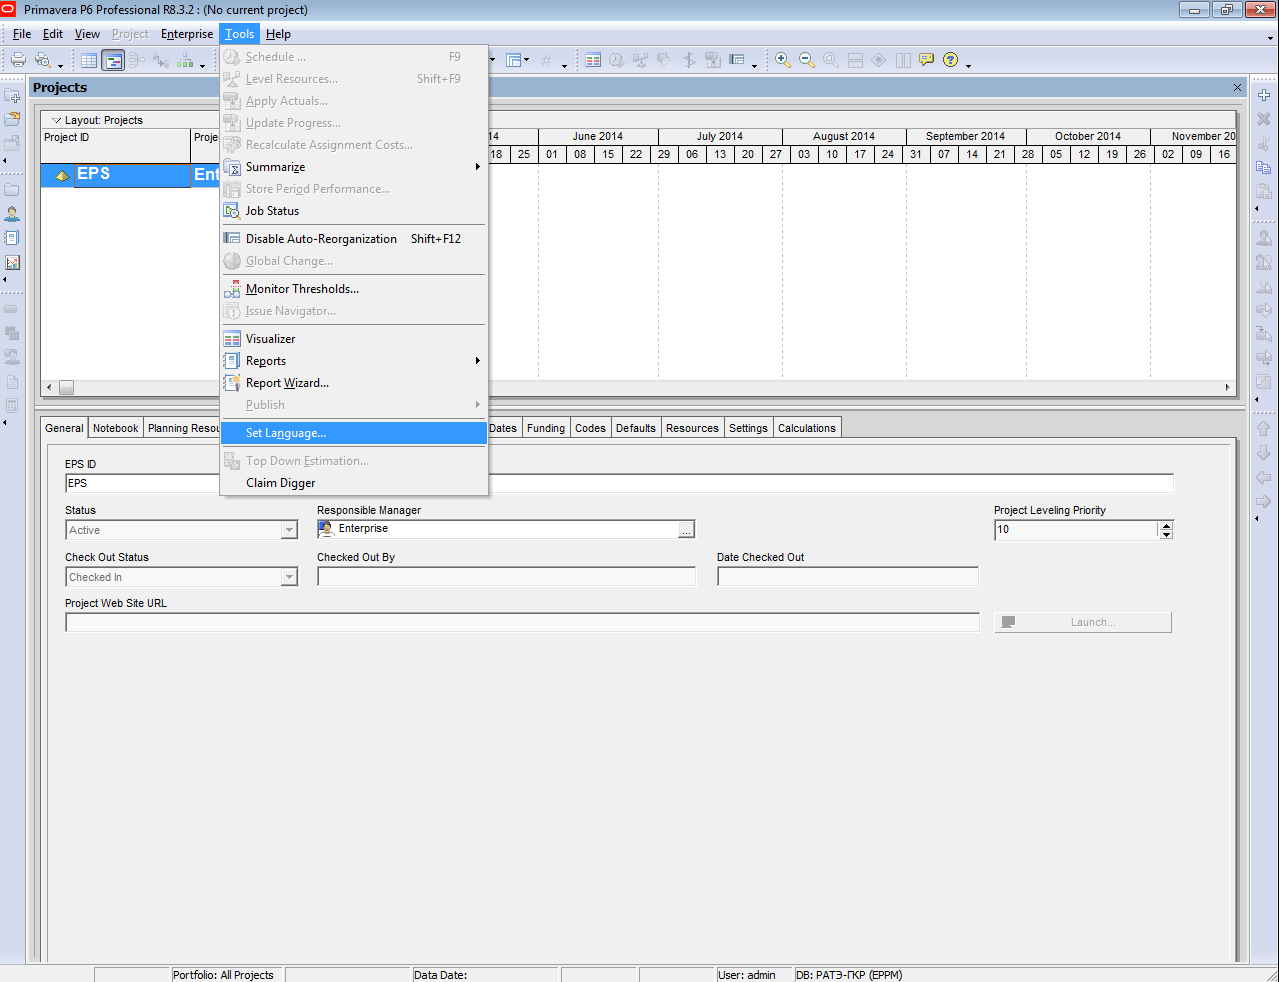 Primavera P6 Professional R8.3.2 : (No current project)
File Edit View Project Enterprise Tools Help
Projects
Layout: Projects
Project ID
EPS
Schedule ... F9
Level Resources... Shift+F9
Apply Actuals...
Update Progress...
Recalculate Assignment Costs...
Summarize
Store Period Performance...
Job Status
Disable Auto-Reorganization Shift+F12
Global Change...
Monitor Thresholds...
Issue Navigator...
Visualizer
Reports
Report Wizard...
Publish
Set Language...
Top Down Estimation...
Claim Digger
14 June 2014 July 2014 August 2014 September 2014 October 2014 November 20
18 25 01 08 15 22 29 06 13 20 27 03 10 17 24 31 07 14 21 28 05 12 19 26 02 09 16
General Notebook Planning Resou Dates Funding Codes Defaults Resources Settings Calculations
EPS ID
EPS
Status Responsible Manager Project Leveling Priority
Active Enterprise ... 10
Check Out Status Checked Out By Date Checked Out
Checked In
Project Web Site URL
Launch...
Portfolio: All Projects Data Date: User: admin DB: РАТЭ-ГКР (EPPM)